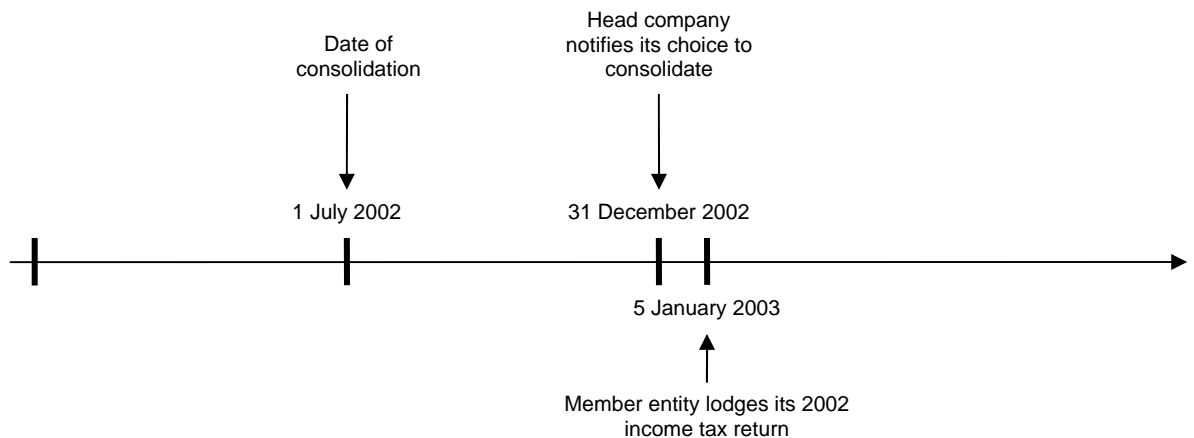 Head company
notifies its choice to
consolidate
Date of
consolidation
1 July 2002
31 December 2002
5 January 2003
Member entity lodges its 2002
income tax return